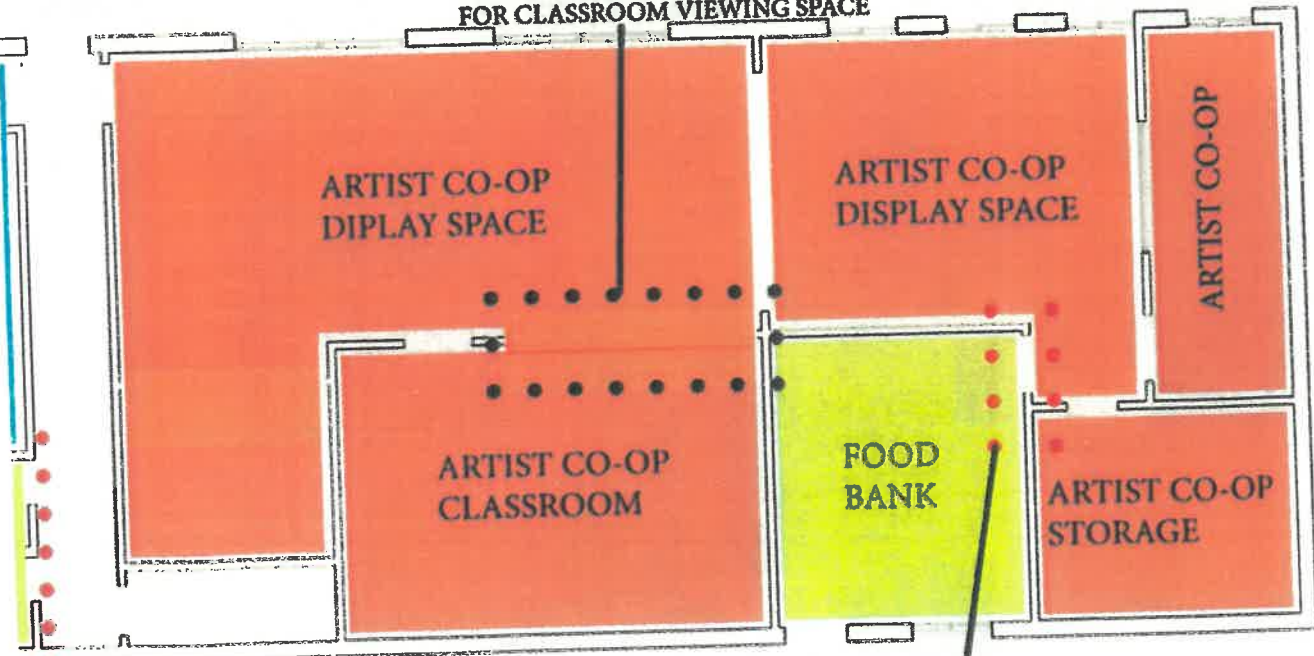 FOR CLASSROOM VIEWING SPACE
ARTIST CO-OP
DIPLAY SPACE
ARTIST CO-OP
DISPLAY SPACE
ARTIST CO-OP
ARTIST CO-OP
CLASSROOM
FOOD
BANK
ARTIST CO-OP
STORAGE